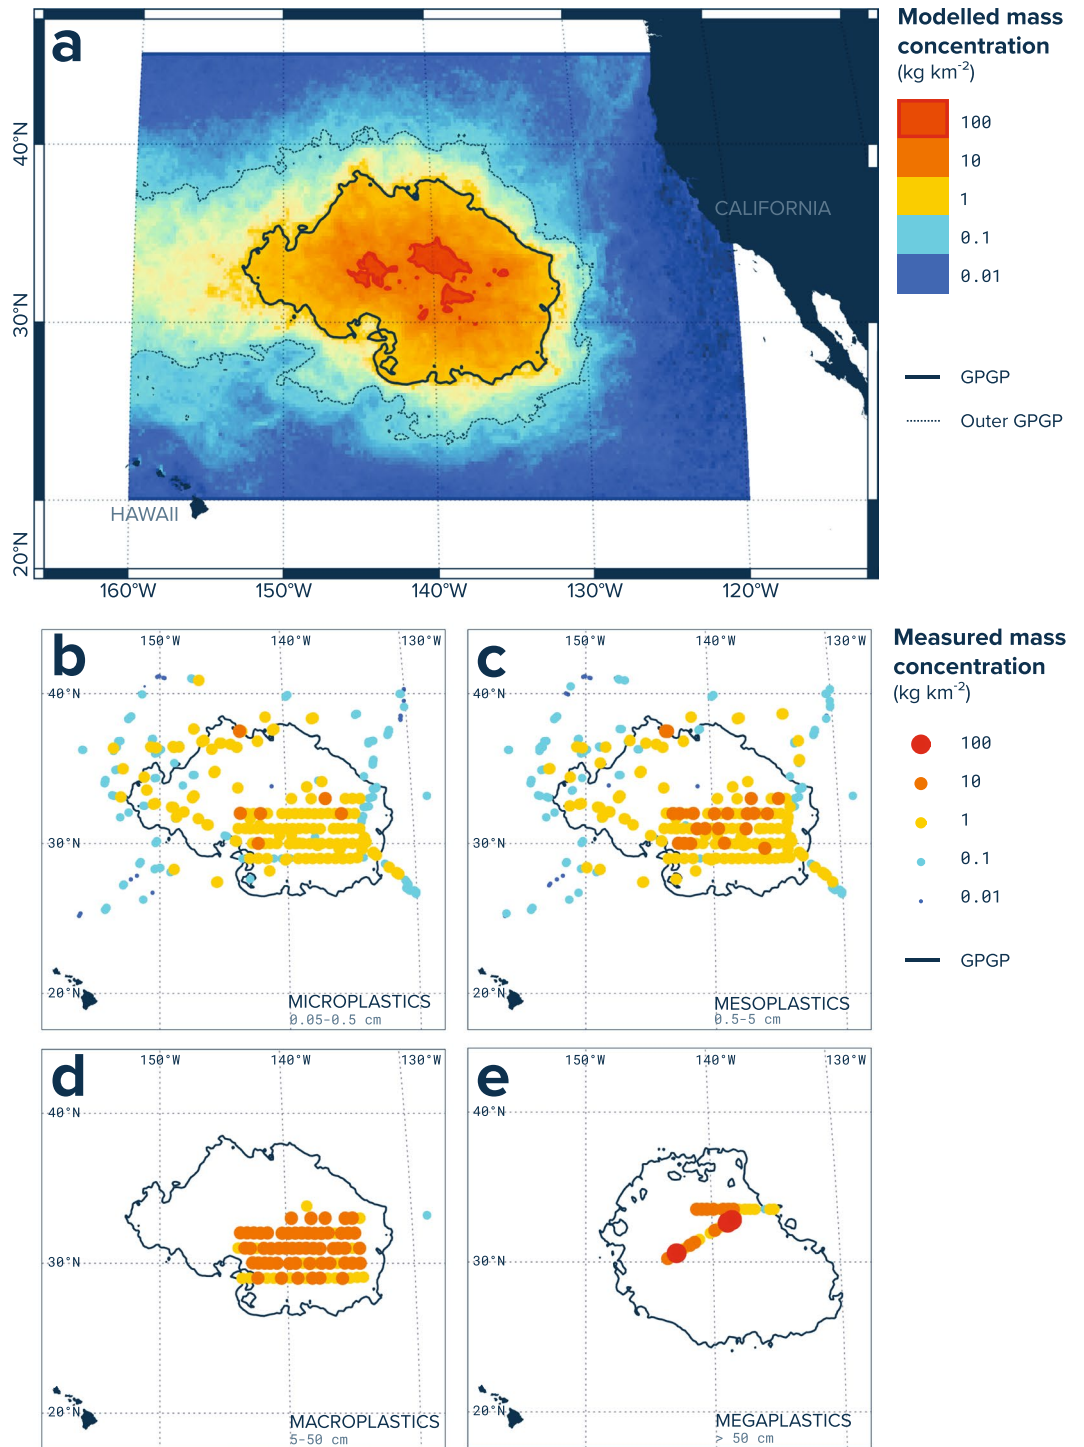 a
Modelled mass
concentration
(kg km-2)
100
10
1
0.1
0.01
GPGP
Outer GPGP
40°N
30°N
20°N
CALIFORNIA
HAWAII
160°W 150°W 140°W 130°W 120°W
b
150°W 140°W 130°W
40°N
30°N
20°N
MICROPLASTICS
0.05-0.5 cm
c
150°W 140°W 130°W
40°N
30°N
20°N
MESOPLASTICS
0.5-5 cm
Measured mass
concentration
(kg km-2)
100
10
1
0.1
0.01
GPGP
d
150°W 140°W 130°W
40°N
30°N
20°N
MACROPLASTICS
5-50 cm
e
150°W 140°W 130°W
40°N
30°N
20°N
MEGAPLASTICS
> 50 cm